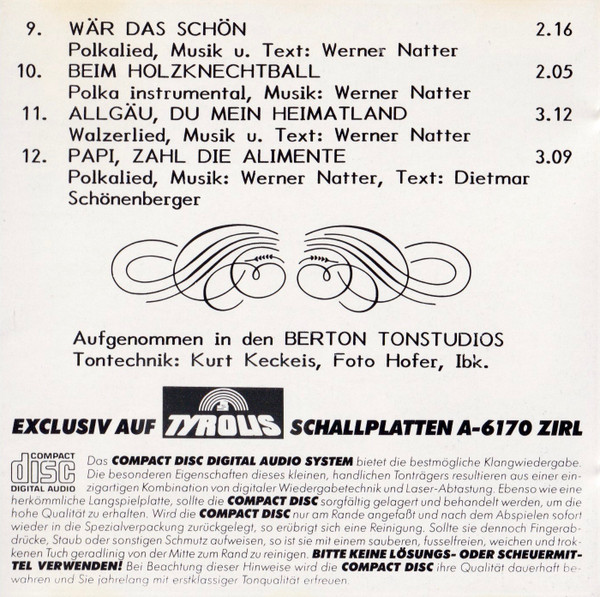 9. WÄR DAS SCHÖN 2.16
Polkalied, Musik u. Text: Werner Natter
10. BEIM HOLZKNECHTBALL 2.05
Polka instrumental, Musik: Werner Natter
11. ALLGÄU, DU MEIN HEIMATLAND 3.12
Walzerlied, Musik u. Text: Werner Natter
12. PAPI, ZAHL DIE ALIMENTE 3.09
Polkalied, Musik: Werner Natter, Text: Dietmar
Schönenberger
Aufgenommen in den BERTON TONSTUDIOS
Tontechnik: Kurt Keckeis, Foto Hofer, Ibk.
EXCLUSIV AUF TYROLIS SCHALLPLATTEN A-6170 ZIRL
COMPACT
disc
DIGITAL AUDIO
Das COMPACT DISC DIGITAL AUDIO SYSTEM bietet die bestmögliche Klangwiedergabe.
Die besonderen Eigenschaften dieses kleinen, handlichen Tonträgers resultieren aus einer ein-
zigartigen Kombination von digitaler Wiedergabetechnik und Laser-Abtastung. Ebenso wie eine
herkömmliche Langspielplatte, sollte die COMPACT DISC sorgfältig gelagert und behandelt werden, um die
hohe Qualität zu erhalten. Wird die COMPACT DISC nur am Rande angefaßt und nach dem Abspielen sofort
wieder in die Spezialverpackung zurückgelegt, so erübrigt sich eine Reinigung. Sollte sie dennoch Fingerab-
drücke, Staub oder sonstigen Schmutz aufweisen, so ist sie mit einem sauberen, fusselfreien, weichen und trok-
kenen Tuch geradlinig von der Mitte zum Rand zu reinigen. BITTE KEINE LÖSUNGS- ODER SCHEUERMIT-
TEL VERWENDEN! Bei Beachtung dieser Hinweise wird die COMPACT DISC ihre Qualität dauerhaft be-
wahren und Sie jahrelang mit erstklassiger Tonqualität erfreuen.